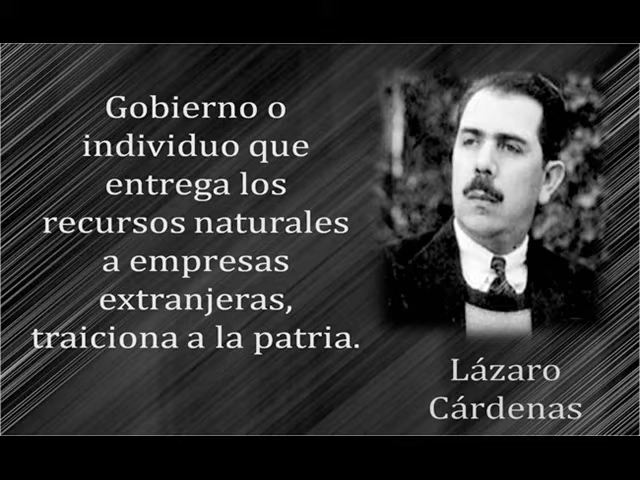 Gobierno o
individuo que
entrega los
recursos naturales
a empresas
extranjeras,
traiciona a la patria.
Lázaro
Cárdenas